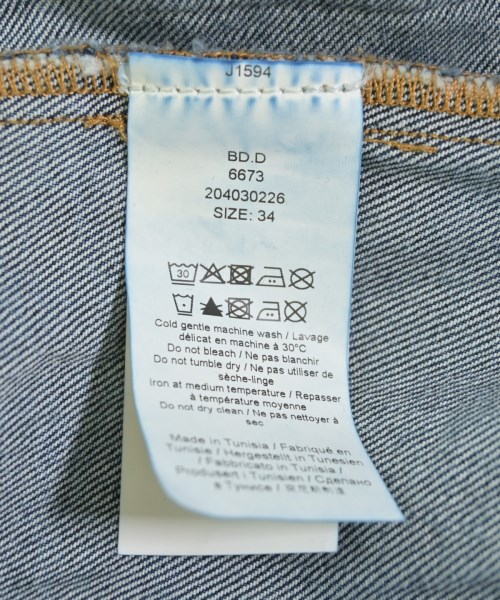 J1594
BD.D
6673
204030226
SIZE: 34
30
Cold gentle machine wash / Lavage
délicat en machine à 30°C
Do not bleach / Ne pas blanchir
Do not tumble dry / Ne pas utiliser de
sèche-linge
Iron at medium temperature / Repasser
à température moyenne
Do not dry clean / Ne pas nettoyer à
sec
Made in Tunisia / Fabriqué en
Tunisie / Hergestellt in Tunesien
/ Fabbricato in Tunisia /
Produsert i Tunisien / Сделано
в Тунисе /